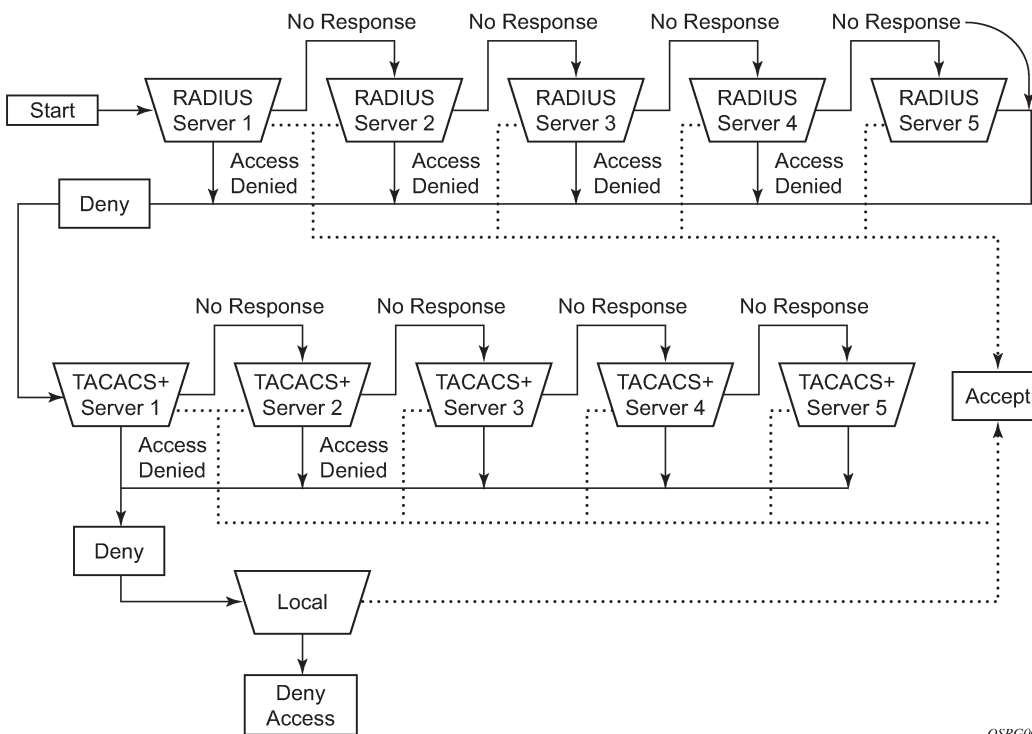 No Response
No Response
No Response
No Response
No Response
Start
RADIUS
Server 1
RADIUS
Server 2
RADIUS
Server 3
RADIUS
Server 4
RADIUS
Server 5
Access
Denied
Access
Denied
Access
Denied
Access
Denied
Deny
No Response
No Response
No Response
No Response
TACACS+
Server 1
TACACS+
Server 2
TACACS+
Server 3
TACACS+
Server 4
TACACS+
Server 5
Accept
Access
Denied
Access
Denied
Deny
Local
Deny
Access